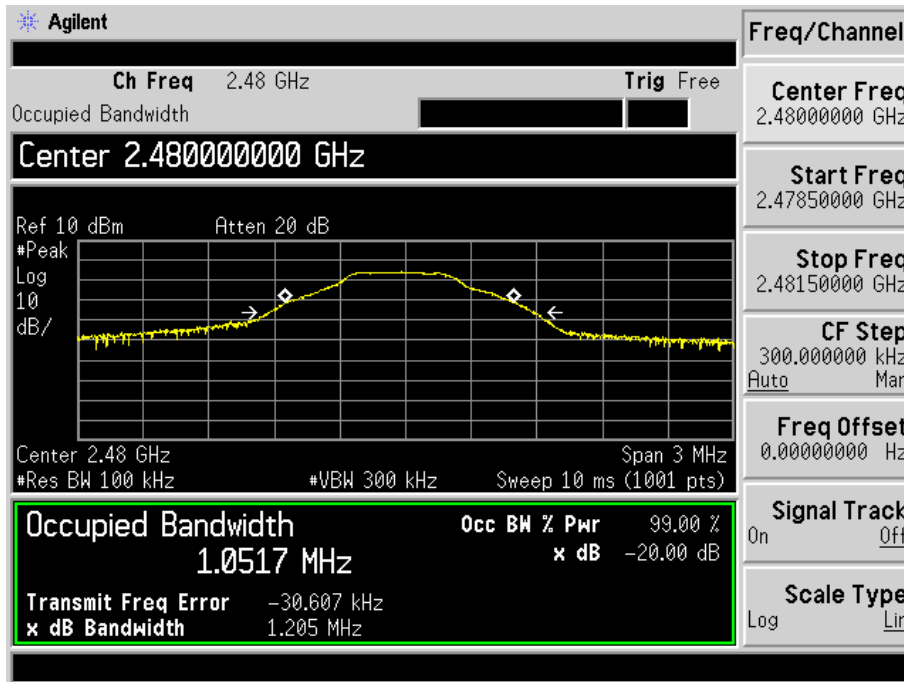 Agilent
Freq/Channel
Ch Freq 2.48 GHz Trig Free
Occupied Bandwidth
Center 2.480000000 GHz
Ref 10 dBm Atten 20 dB
#Peak
Log
10
dB/
Center 2.48 GHz Span 3 MHz
#Res BW 100 kHz #VBW 300 kHz Sweep 10 ms (1001 pts)
Occupied Bandwidth
1.0517 MHz
Occ BW % Pwr 99.00 %
x dB -20.00 dB
Transmit Freq Error -30.607 kHz
x dB Bandwidth 1.205 MHz
Center Freq
2.48000000 GHz
Start Freq
2.47850000 GHz
Stop Freq
2.48150000 GHz
CF Step
300.000000 kHz
Auto Man
Freq Offset
0.00000000 Hz
Signal Track
On Off
Scale Type
Log Lin